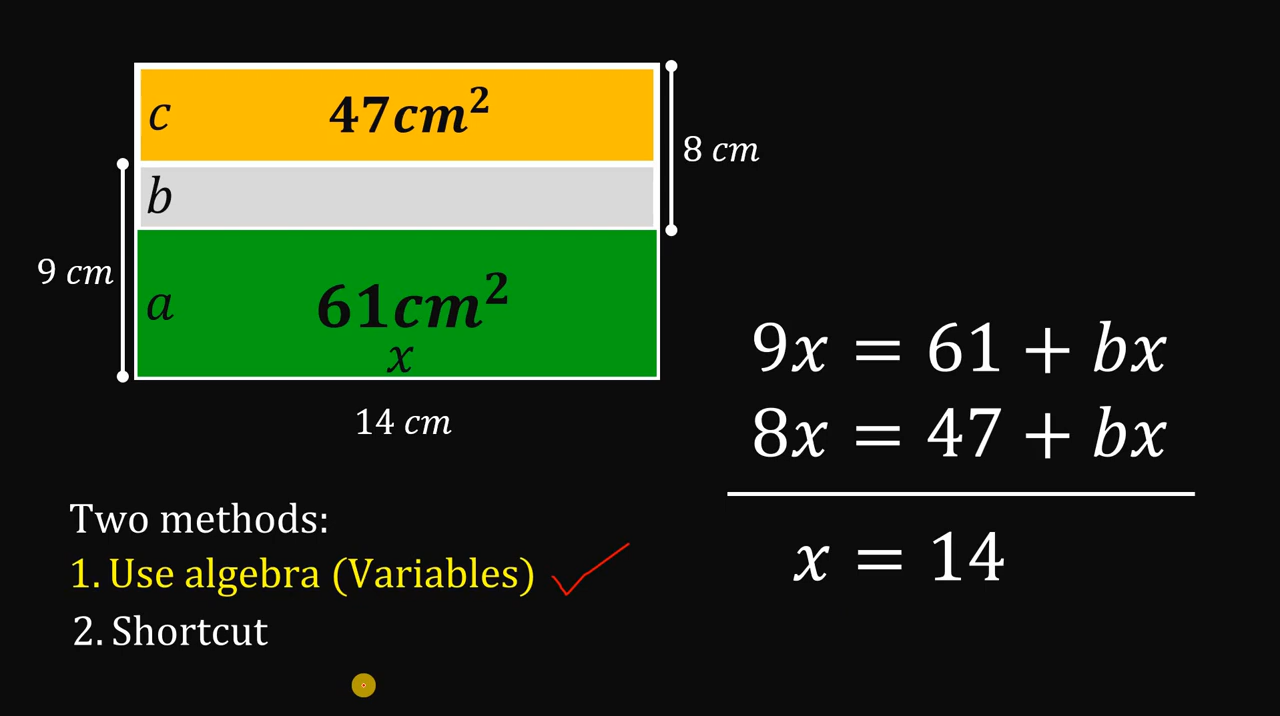 c 47cm²
8 cm
b
9 cm
a 61cm²
x
14 cm
9x = 61 + bx
8x = 47 + bx
x = 14
Two methods:
1. Use algebra (Variables)
2. Shortcut